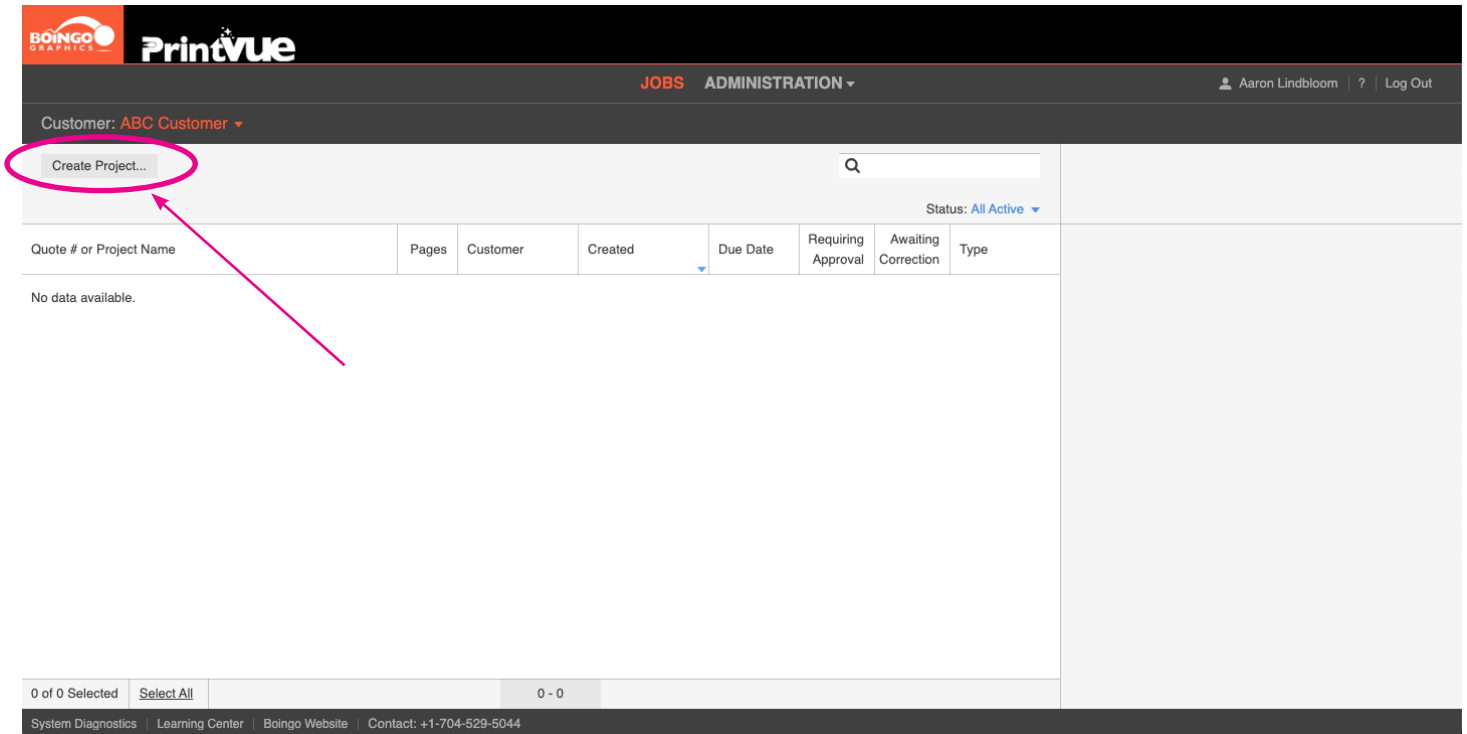 BOINGO
GRAPHICS
PrintVue
JOBS ADMINISTRATION
Aaron Lindbloom | ? | Log Out
Customer: ABC Customer
Create Project...
Status: All Active
Quote # or Project Name Pages Customer Created Due Date Requiring Approval Awaiting Correction Type
No data available.
0 of 0 Selected Select All 0 - 0
System Diagnostics | Learning Center | Boingo Website | Contact: +1-704-529-5044